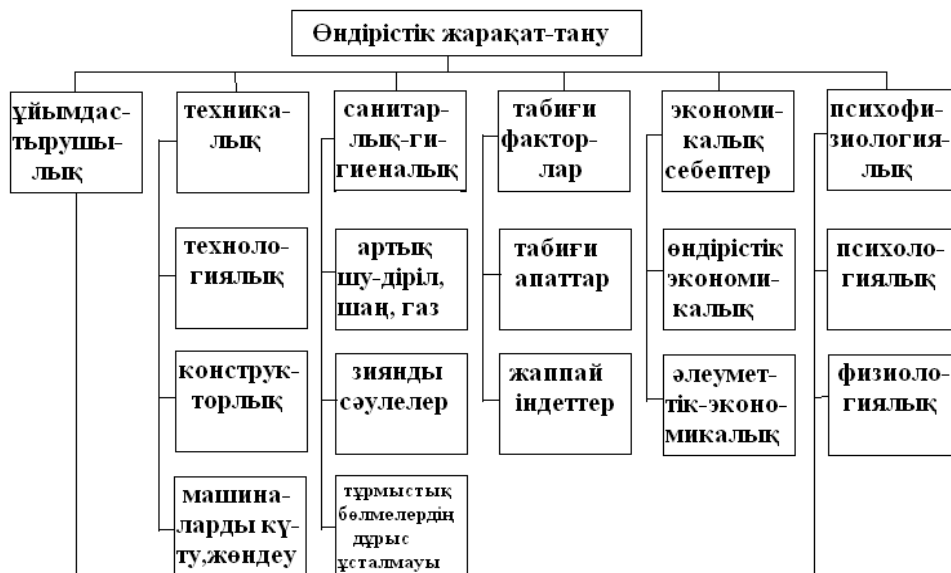 Өндірістік жарақат-тану
ұйымдас-
тырушы-
лық
техника-
лық
санитар-
лық-ги-
гиеналық
табиғи
фактор-
лар
экономи-
калық
себептер
психофи-
зиология-
лық
техноло-
гиялық
артық
шу-діріл,
шаң, газ
табиғи
апаттар
өндірістік
экономи-
калық
психоло-
гиялық
конструк-
торлық
зиянды
сәулелер
жаппай
індеттер
әлеумет-
тік-эконо-
микалық
физиоло-
гиялық
машина-
ларды кү-
ту,жөндеу
тұрмыстық
бөлмелердің
дұрыс
ұсталмауы